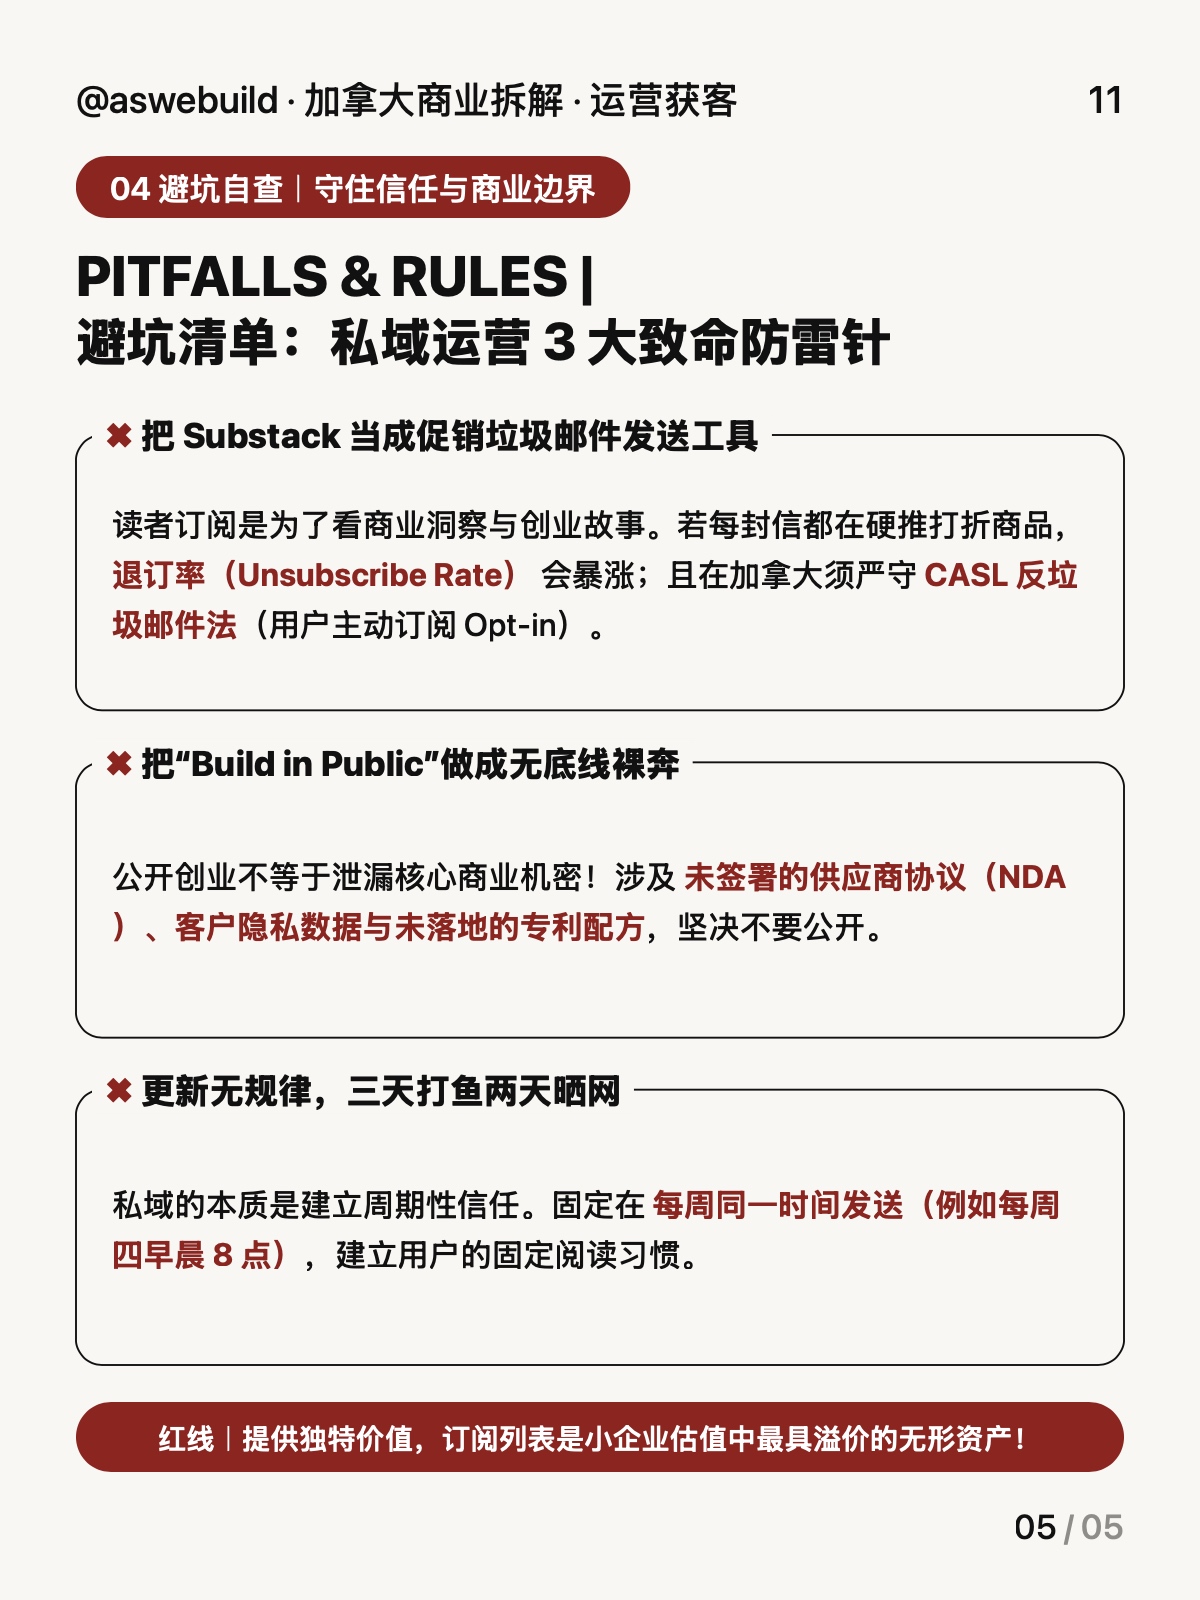 @aswebuild · 加拿大商业拆解 · 运营获客
11
04 避坑自查｜守住信任与商业边界
PITFALLS & RULES |
避坑清单：私域运营 3 大致命防雷针
✖ 把 Substack 当成促销垃圾邮件发送工具
读者订阅是为了看商业洞察与创业故事。若每封信都在硬推打折商品，
退订率（Unsubscribe Rate） 会暴涨；且在加拿大须严守 CASL 反垃
圾邮件法（用户主动订阅 Opt-in）。
✖ 把“Build in Public”做成无底线裸奔
公开创业不等于泄漏核心商业机密！涉及 未签署的供应商协议（NDA
）、客户隐私数据与未落地的专利配方，坚决不要公开。
✖ 更新无规律，三天打鱼两天晒网
私域的本质是建立周期性信任。固定在 每周同一时间发送（例如每周
四早晨 8 点），建立用户的固定阅读习惯。
红线｜提供独特价值，订阅列表是小企业估值中最具溢价的无形资产！
05 / 05